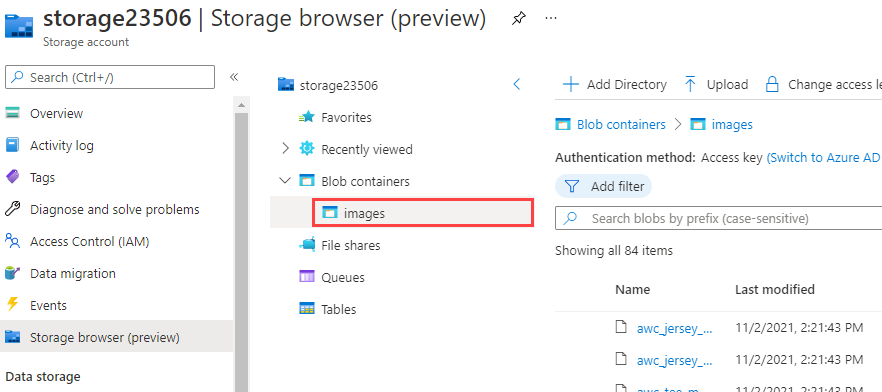 storage23506 | Storage browser (preview) ...
Storage account
Search (Ctrl+/)
Overview
Activity log
Tags
Diagnose and solve problems
Access Control (IAM)
Data migration
Events
Storage browser (preview)
Data storage
storage23506
Favorites
Recently viewed
Blob containers
images
File shares
Queues
Tables
Add Directory Upload Change access le
Blob containers > images
Authentication method: Access key (Switch to Azure AD
Add filter
Search blobs by prefix (case-sensitive)
Showing all 84 items
Name Last modified
awc_jersey_... 11/2/2021, 2:21:43 PM
awc_jersey_... 11/2/2021, 2:21:43 PM